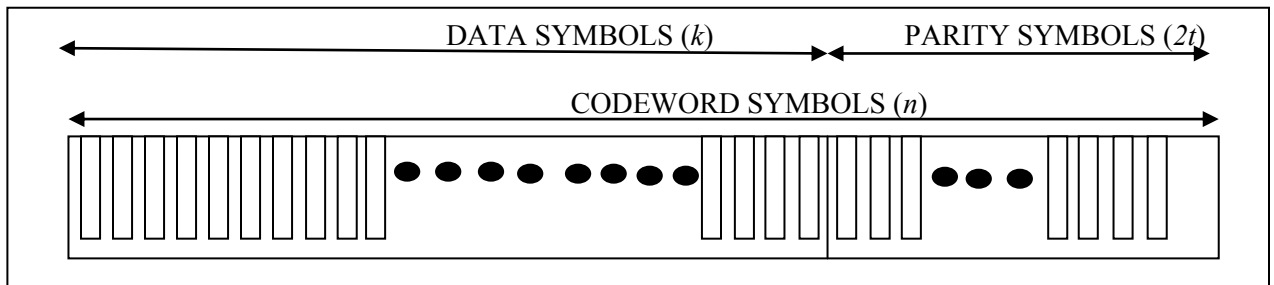 DATA SYMBOLS (k) PARITY SYMBOLS (2t)
CODEWORD SYMBOLS (n)